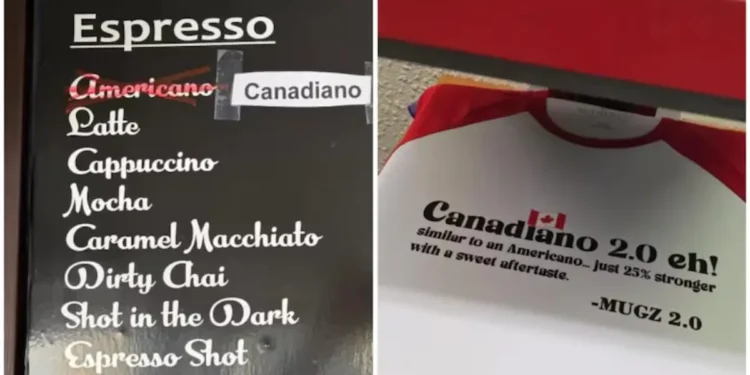 Espresso
Americano Canadiano
Latte
Cappuccino
Mocha
Caramel Macchiato
Dirty Chai
Shot in the Dark
Espresso Shot
Canadiano 2.0 eh!
similar to an Americano... just 25% stronger
with a sweet aftertaste.
-MUGZ 2.0